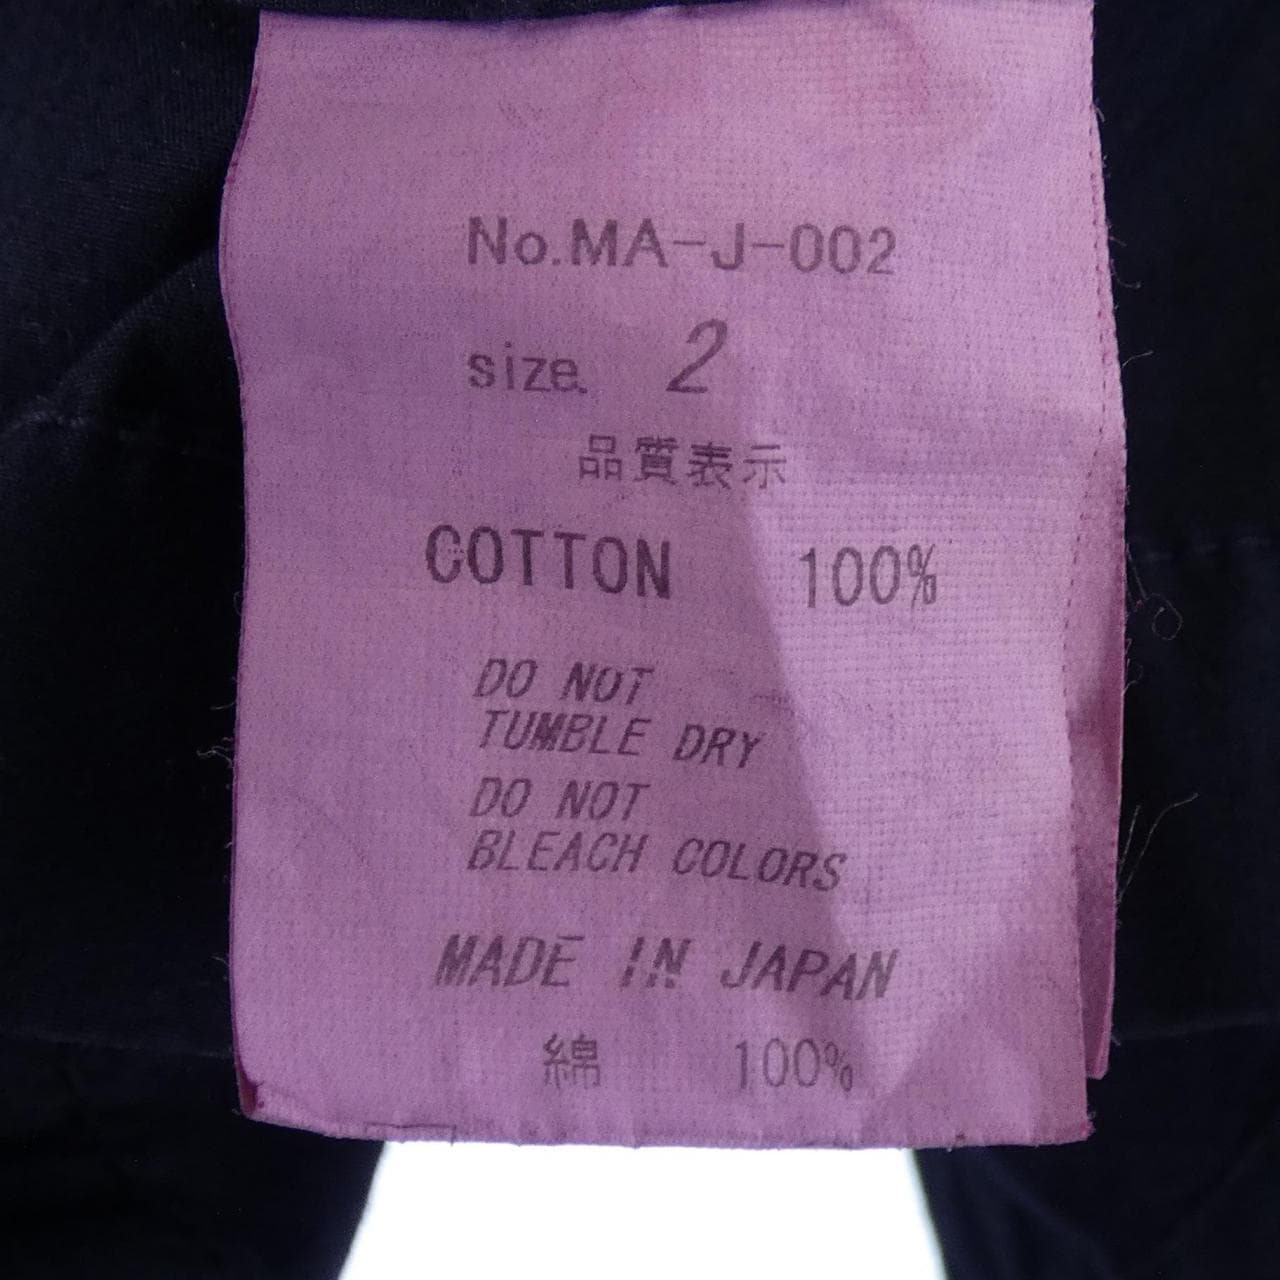 No.MA-J-002
size. 2
品質表示
COTTON 100%
DO NOT
TUMBLE DRY
DO NOT
BLEACH COLORS
MADE IN JAPAN
綿 100%